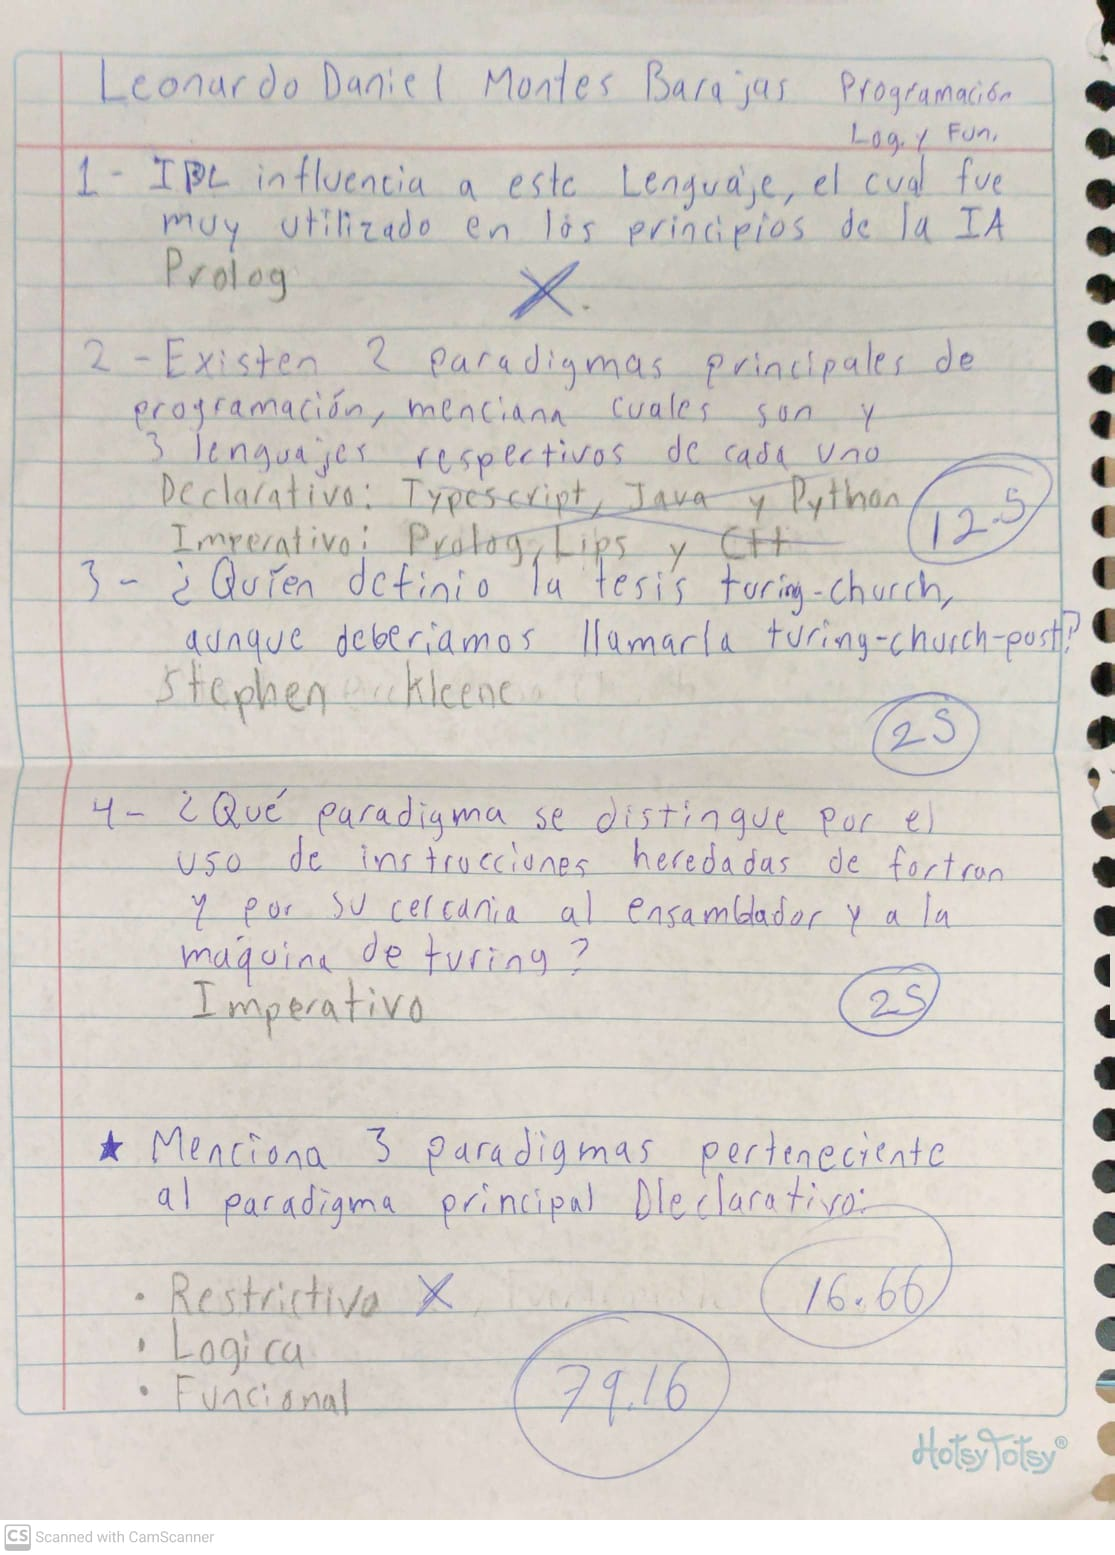 Leonardo Daniel Montes Barajas Programación
Log. y Fun.
1- IPL influencia a este Lenguaje, el cual fue
muy utilizado en los principios de la IA
Prolog
X
2 - Existen 2 paradigmas principales de
programación, menciana cuales son y
3 lenguajes respectivos de cada uno
Declarativo: Typescript, Java y Python
12.5
Imperativo: Prolog, Lips y C++
3 - ¿Quien definio la tesis turing-church,
aunque deberiamos llamarla turing-church-post?
Stephen Kleene
25
4- ¿Qué paradigma se distingue por el
uso de instrucciones heredadas de fortran
y por su cercania al ensamblador y a la
maquina de turing?
Imperativo
25
★ Menciona 3 paradigmas perteneciente
al paradigma principal Dleclarativo:
• Restrictiva X
16.66
• Logica
• Funcional
79.16
HotsyTotsy®
CS Scanned with CamScanner